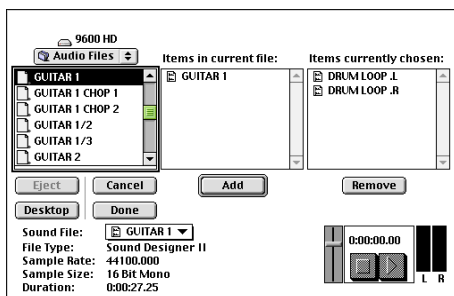 9600 HD
Audio Files
Items in current file:
Items currently chosen:
GUITAR 1
GUITAR 1 CHOP 1
GUITAR 1 CHOP 2
GUITAR 1/2
GUITAR 1/3
GUITAR 2
GUITAR 1
DRUM LOOP .L
DRUM LOOP .R
Eject
Cancel
Add
Remove
Desktop
Done
Sound File: GUITAR 1
File Type: Sound Designer II
Sample Rate: 44100.000
Sample Size: 16 Bit Mono
Duration: 0:00:27.25
0:00:00.00
L R